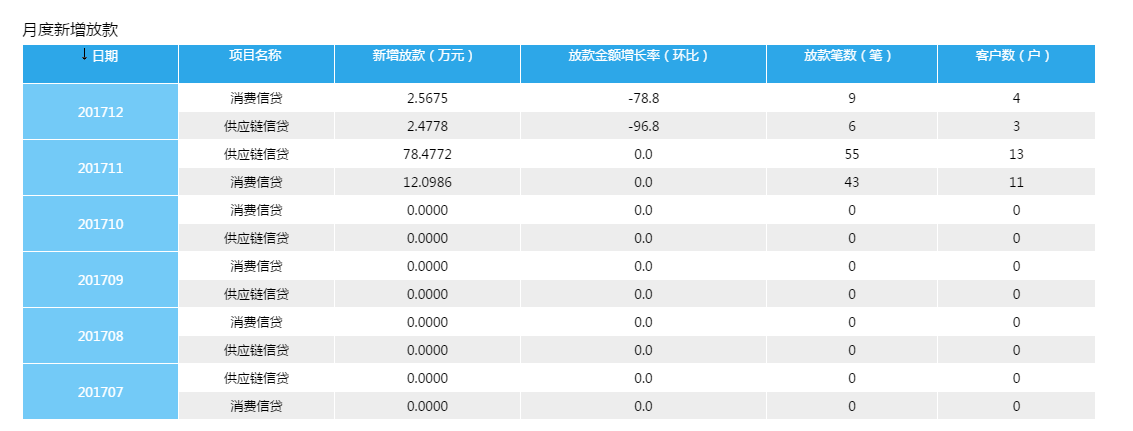 月度新增放款
↓日期 项目名称 新增放款（万元） 放款金额增长率（环比） 放款笔数（笔） 客户数（户）
201712 消费信贷 2.5675 -78.8 9 4
供应链信贷 2.4778 -96.8 6 3
201711 供应链信贷 78.4772 0.0 55 13
消费信贷 12.0986 0.0 43 11
201710 消费信贷 0.0000 0.0 0 0
供应链信贷 0.0000 0.0 0 0
201709 消费信贷 0.0000 0.0 0 0
供应链信贷 0.0000 0.0 0 0
201708 消费信贷 0.0000 0.0 0 0
供应链信贷 0.0000 0.0 0 0
201707 供应链信贷 0.0000 0.0 0 0
消费信贷 0.0000 0.0 0 0